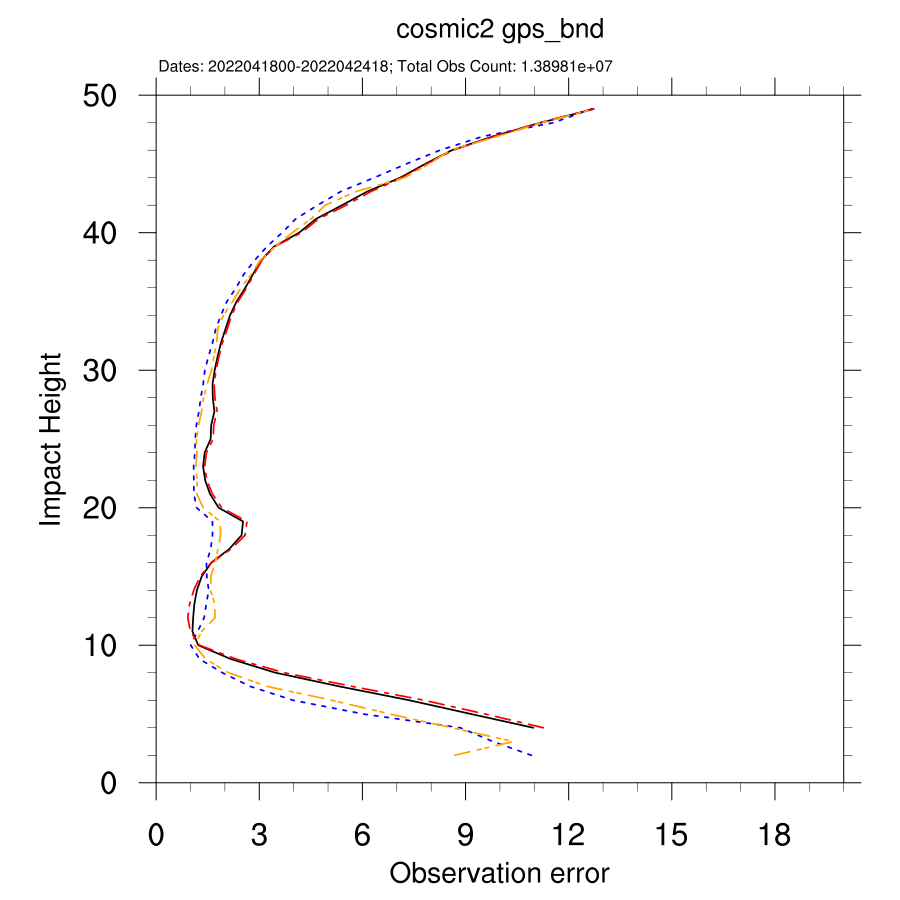 cosmic2 gps_bnd
Dates: 2022041800-2022042418; Total Obs Count: 1.38981e+07
50
40
30
20
10
0
Impact Height
0 3 6 9 12 15 18
Observation error